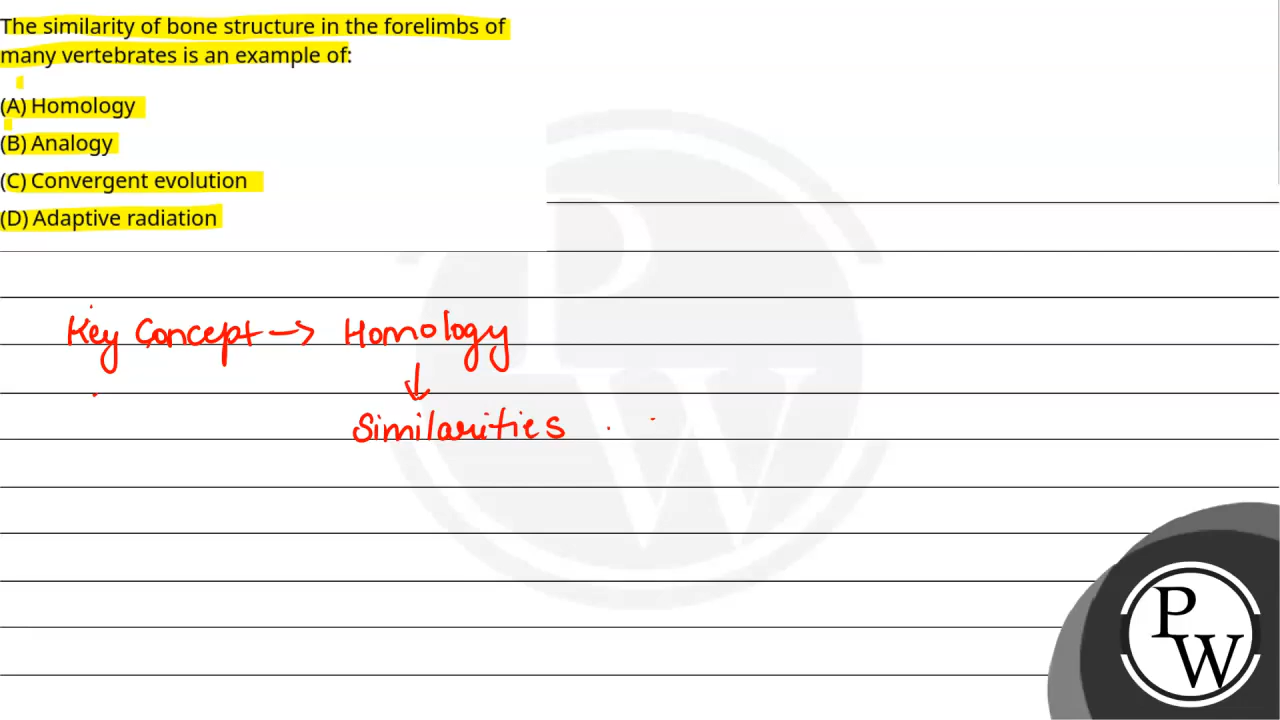 The similarity of bone structure in the forelimbs of
many vertebrates is an example of:
(A) Homology
(B) Analogy
(C) Convergent evolution
(D) Adaptive radiation
Key Concept → Homology
↓
Similarities
P
W
P
W